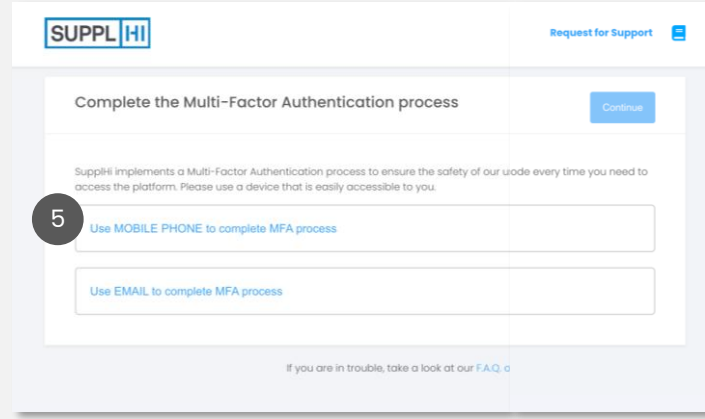 SUPPLHI
Request for Support
Complete the Multi-Factor Authentication process
Continue
SupplHi implements a Multi-Factor Authentication process to ensure the safety of our uode every time you need to
access the platform. Please use a device that is easily accessible to you.
5
Use MOBILE PHONE to complete MFA process
Use EMAIL to complete MFA process
If you are in trouble, take a look at our F.A.Q. o